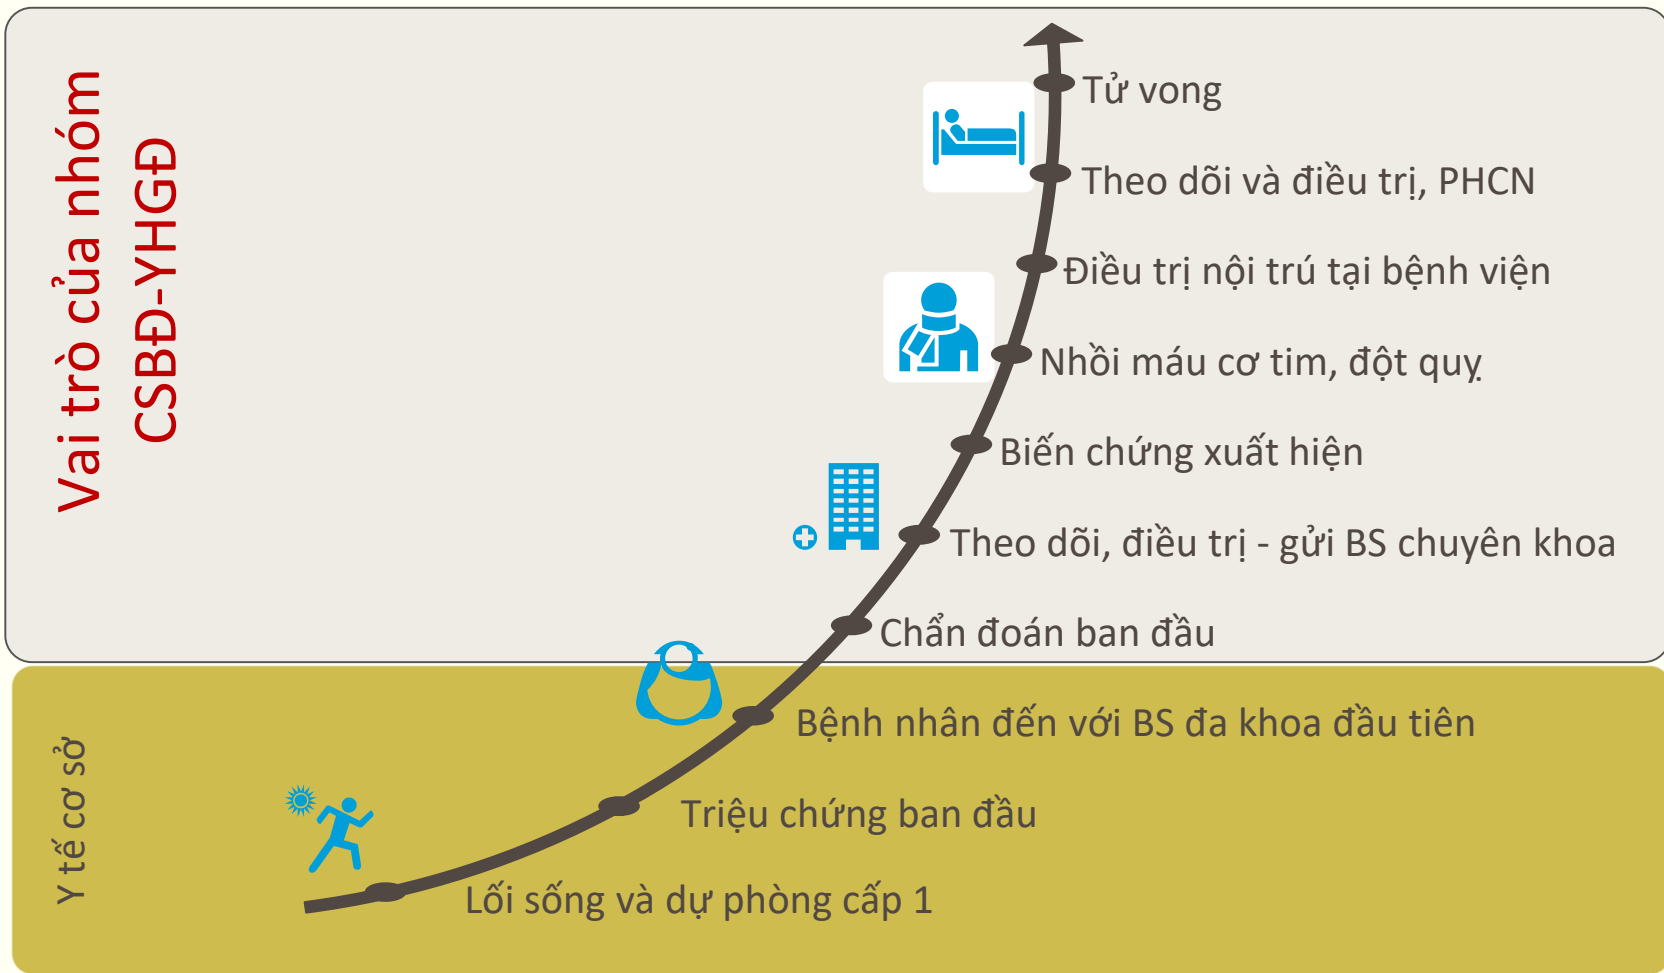 Vai trò của nhóm
CSBĐ-YHGĐ
Tử vong
Theo dõi và điều trị, PHCN
Điều trị nội trú tại bệnh viện
Nhồi máu cơ tim, đột quỵ
Biến chứng xuất hiện
Theo dõi, điều trị - gửi BS chuyên khoa
Chẩn đoán ban đầu
Y tế cơ sở
Bệnh nhân đến với BS đa khoa đầu tiên
Triệu chứng ban đầu
Lối sống và dự phòng cấp 1